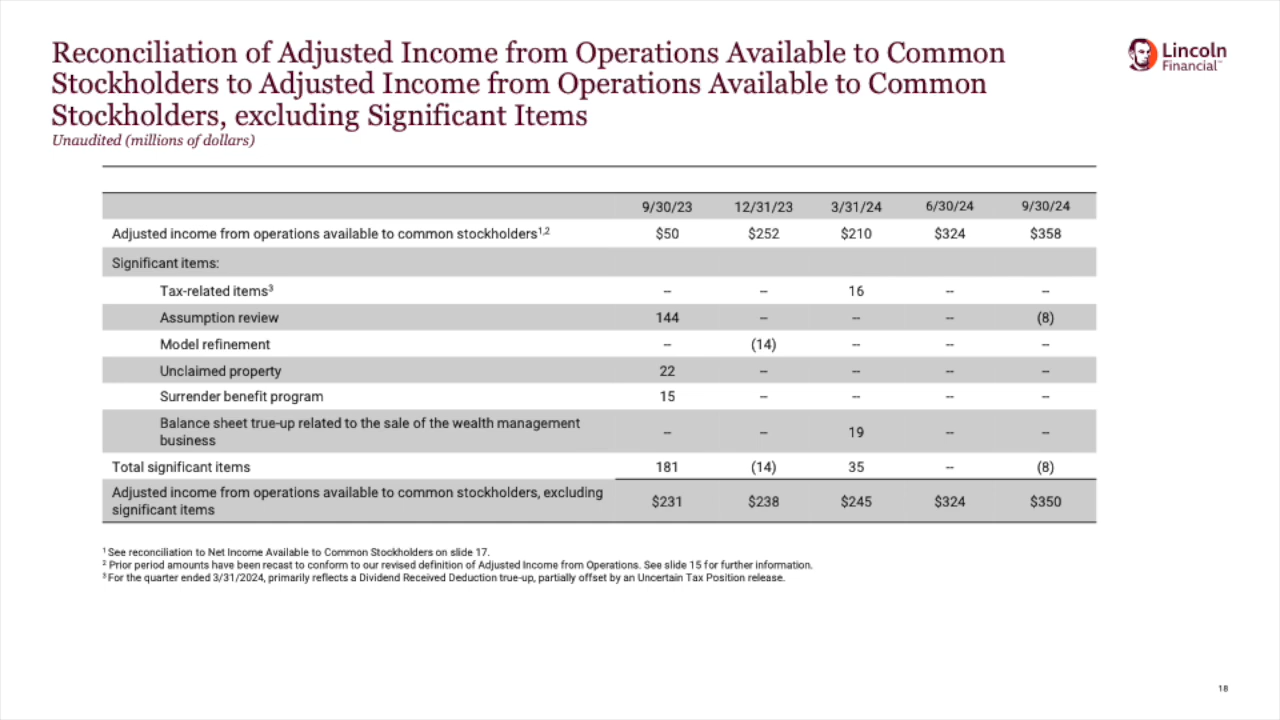 Reconciliation of Adjusted Income from Operations Available to Common
Stockholders to Adjusted Income from Operations Available to Common
Stockholders, excluding Significant Items
Unaudited (millions of dollars)
Lincoln
Financial℠
9/30/23 12/31/23 3/31/24 6/30/24 9/30/24
Adjusted income from operations available to common stockholders¹,² $50 $252 $210 $324 $358
Significant items:
Tax-related items³ – – 16 – –
Assumption review 144 – – – (8)
Model refinement – (14) – – –
Unclaimed property 22 – – – –
Surrender benefit program 15 – – – –
Balance sheet true-up related to the sale of the wealth management
business – – 19 – –
Total significant items 181 (14) 35 – (8)
Adjusted income from operations available to common stockholders, excluding
significant items $231 $238 $245 $324 $350
¹ See reconciliation to Net Income Available to Common Stockholders on slide 17.
² Prior period amounts have been recast to conform to our revised definition of Adjusted Income from Operations. See slide 15 for further information.
³ For the quarter ended 3/31/2024, primarily reflects a Dividend Received Deduction true-up, partially offset by an Uncertain Tax Position release.
18